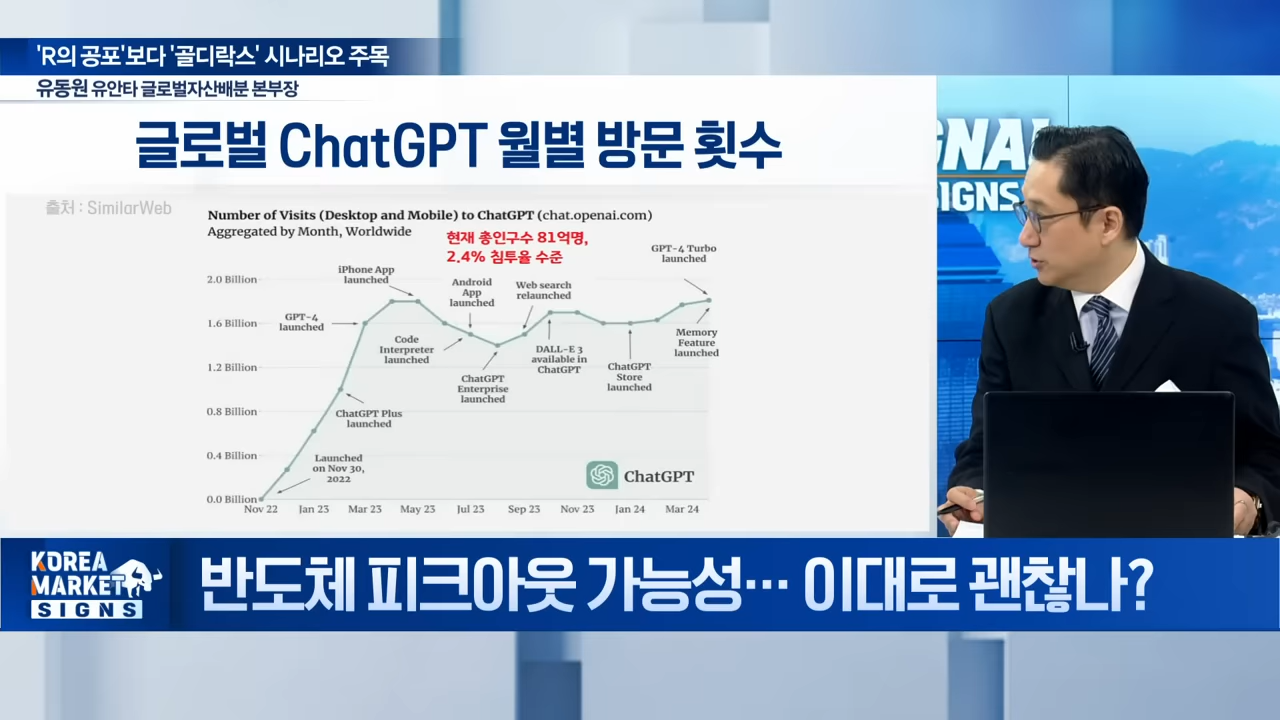 'R의 공포'보다 '골디락스' 시나리오 주목
유동원 유안타 글로벌자산배분 본부장
글로벌 ChatGPT 월별 방문 횟수
출처 : SimilarWeb
Number of Visits (Desktop and Mobile) to ChatGPT (chat.openai.com)
Aggregated by Month, Worldwide
현재 총인구수 81억명,
2.4% 침투율 수준
2.0 Billion
1.6 Billion
1.2 Billion
0.8 Billion
0.4 Billion
0.0 Billion
Launched
on Nov 30,
2022
ChatGPT Plus
launched
GPT-4
launched
iPhone App
launched
Code
Interpreter
launched
Android
App
launched
ChatGPT
Enterprise
launched
Web search
relaunched
DALL-E 3
available in
ChatGPT
ChatGPT
Store
launched
GPT-4 Turbo
launched
Memory
Feature
launched
ChatGPT
Nov 22 Jan 23 Mar 23 May 23 Jul 23 Sep 23 Nov 23 Jan 24 Mar 24
GNAL
SIGNS
KOREA
MARKET
SIGNS
반도체 피크아웃 가능성… 이대로 괜찮나?